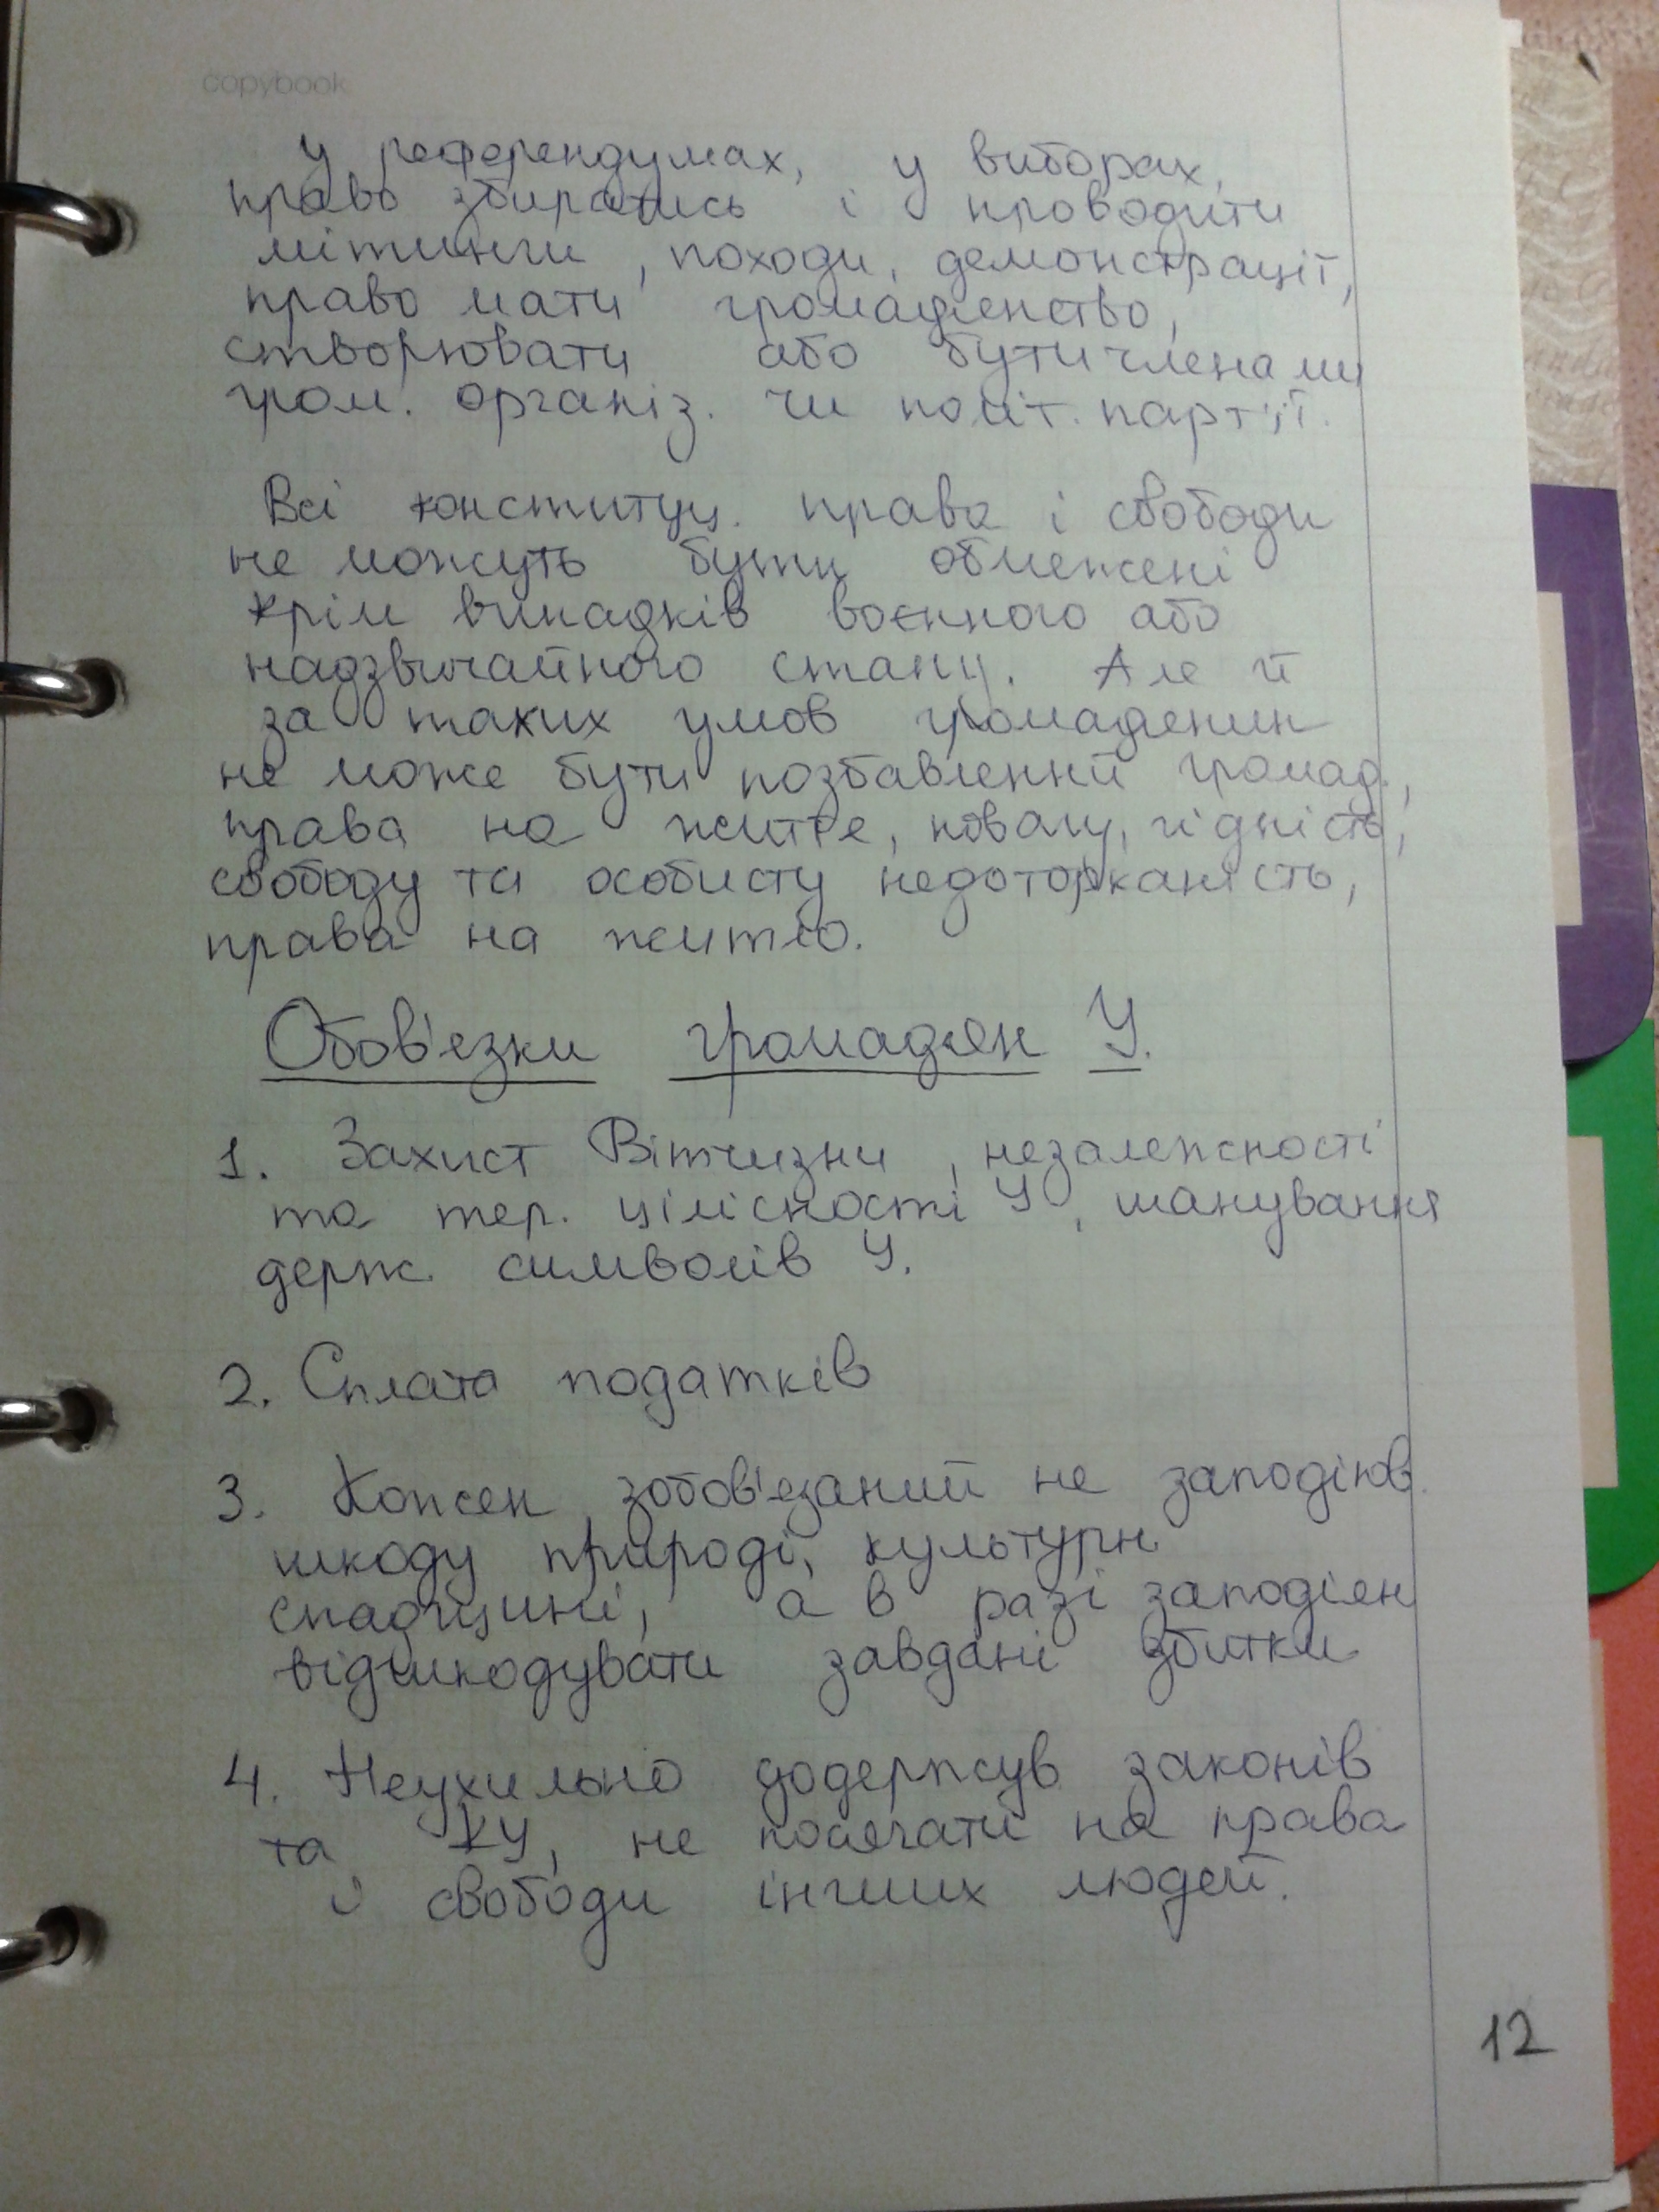 copybook
у референдумах, у виборах,
право збиратись і проводити
мітинги, походи, демонстрації,
право мати громадянство,
створювати або бути членами
гром. організ. чи політ. партії.
Всі конституц. права і свободи
не можуть бути обмежені
крім випадків воєнного або
надзвичайного стану. Але й
за таких умов громадянин
не може бути позбавлений громад.,
права на життя, повагу, гідність,
свободу та особисту недоторканість,
права на житло.
Обов'язки громадян У.
1. Захист Вітчизни, незалежності
та тер. цілісності У, шанування
держ. символів У.
2. Сплата податків
3. Кожен зобов'язаний не заподіюв.
шкоду природі, культурн.
спадщині, а в разі заподіян
відшкодувати завдані збитки
4. Неухильно додержув. законів
та КУ, не посягати на права
і свободи інших людей.
12